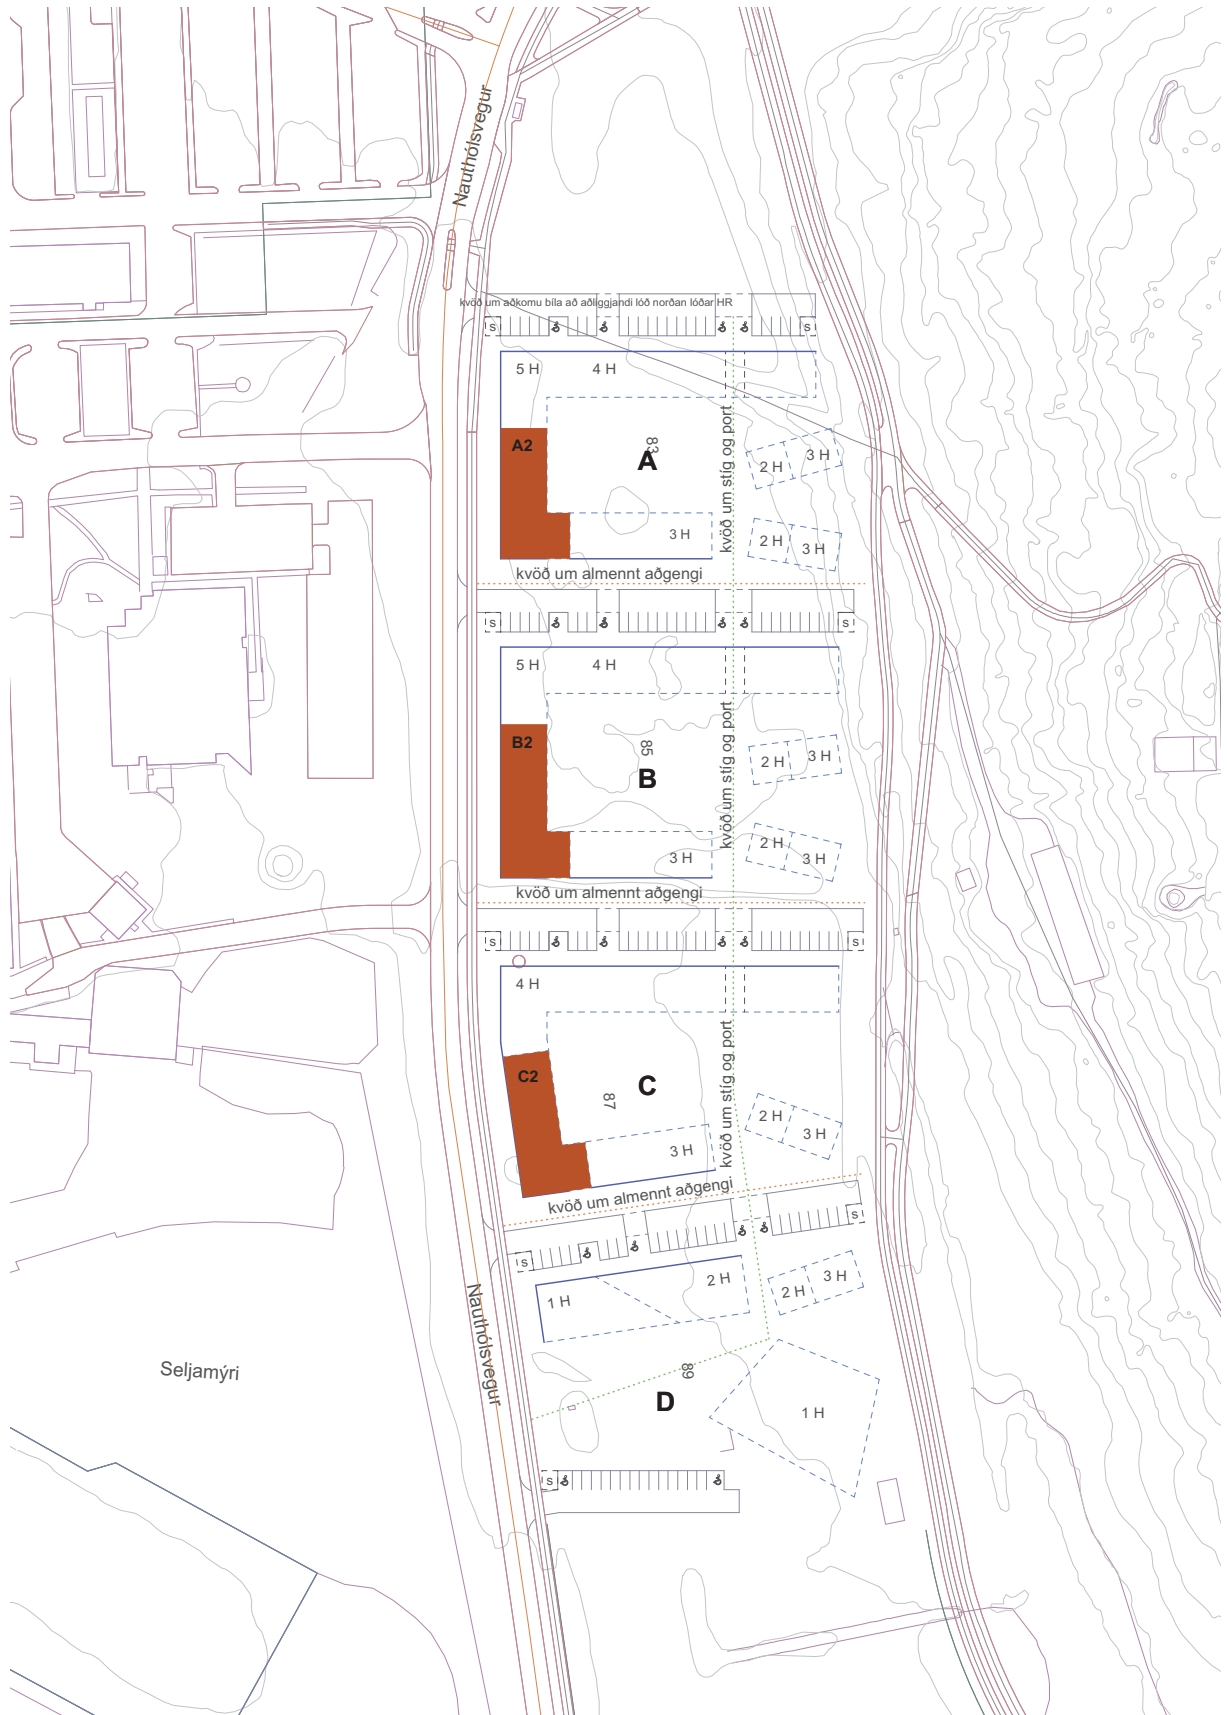 Nauthólsvegur
kvöð um aðkomu bíla að aðliggjandi lóð norðan lóðar HR
S
S
5 H
4 H
A2
83
A
kvöð um stíg og port
2 H
3 H
3 H
2 H
3 H
kvöð um almennt aðgengi
S
S
5 H
4 H
B2
85
B
kvöð um stíg og port
2 H
3 H
3 H
2 H
3 H
kvöð um almennt aðgengi
S
S
4 H
C2
87
C
kvöð um stíg og port
2 H
3 H
3 H
kvöð um almennt aðgengi
S
S
1 H
2 H
2 H
3 H
Nauthólsvegur
Seljamýri
89
D
1 H
S